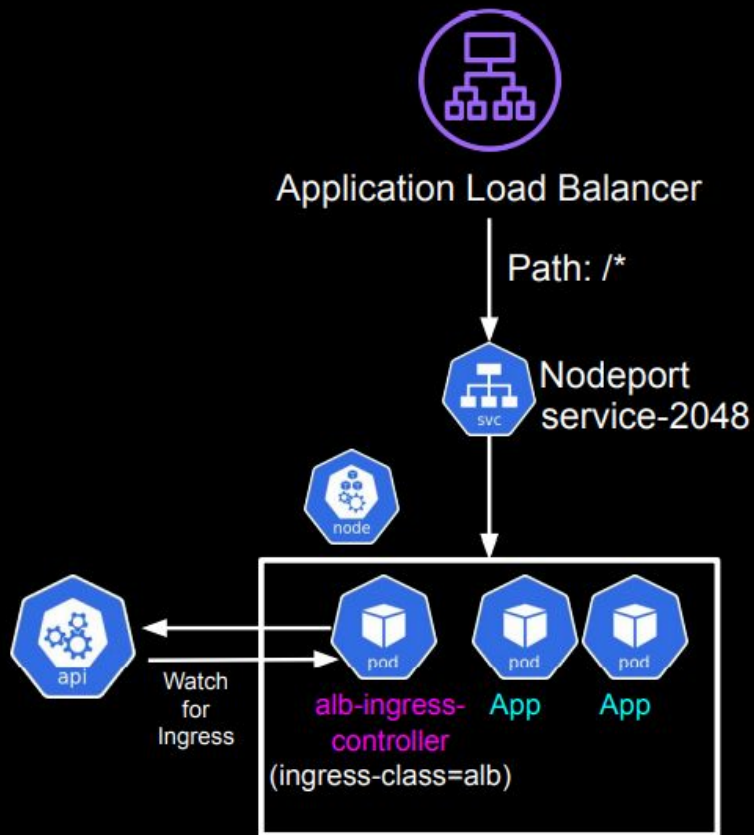 Application Load Balancer
Path: /*
svc
Nodeport
service-2048
node
api
Watch
for
Ingress
pod
alb-ingress-
controller
(ingress-class=alb)
pod
App
pod
App